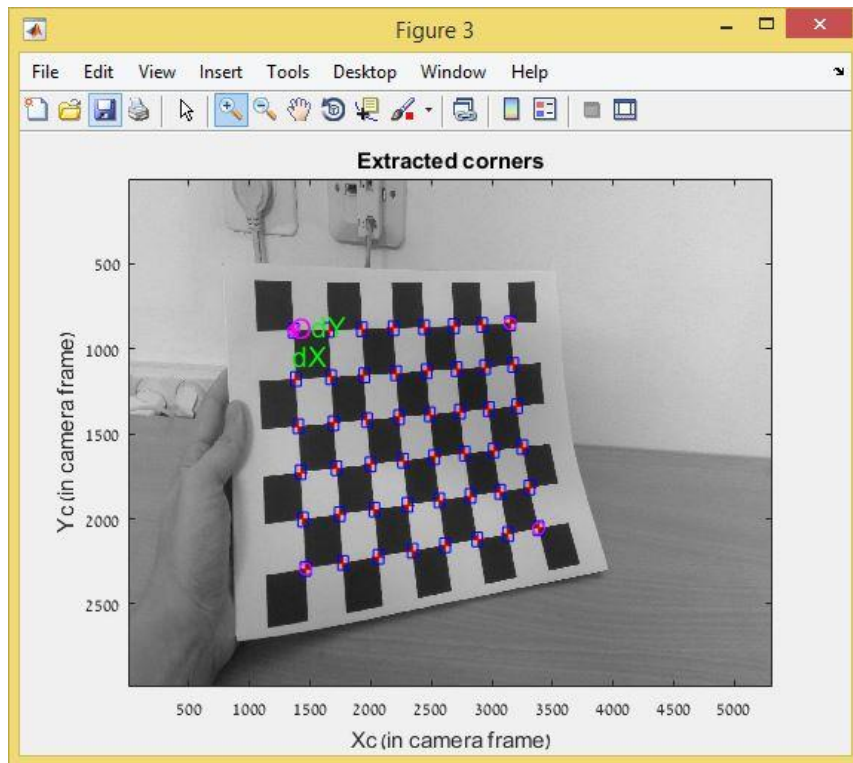 Figure 3
File Edit View Insert Tools Desktop Window Help
Extracted corners
500
1000
1500
2000
2500
Yc (in camera frame)
dY
dX
500 1000 1500 2000 2500 3000 3500 4000 4500 5000
Xc (in camera frame)